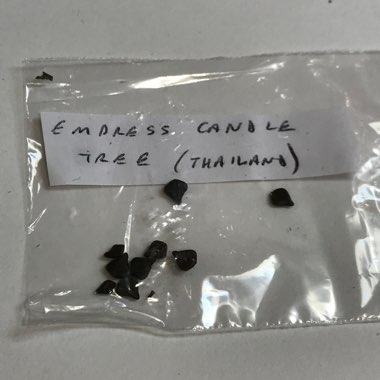 EMPRESS CANDLE
TREE (THAILAND)